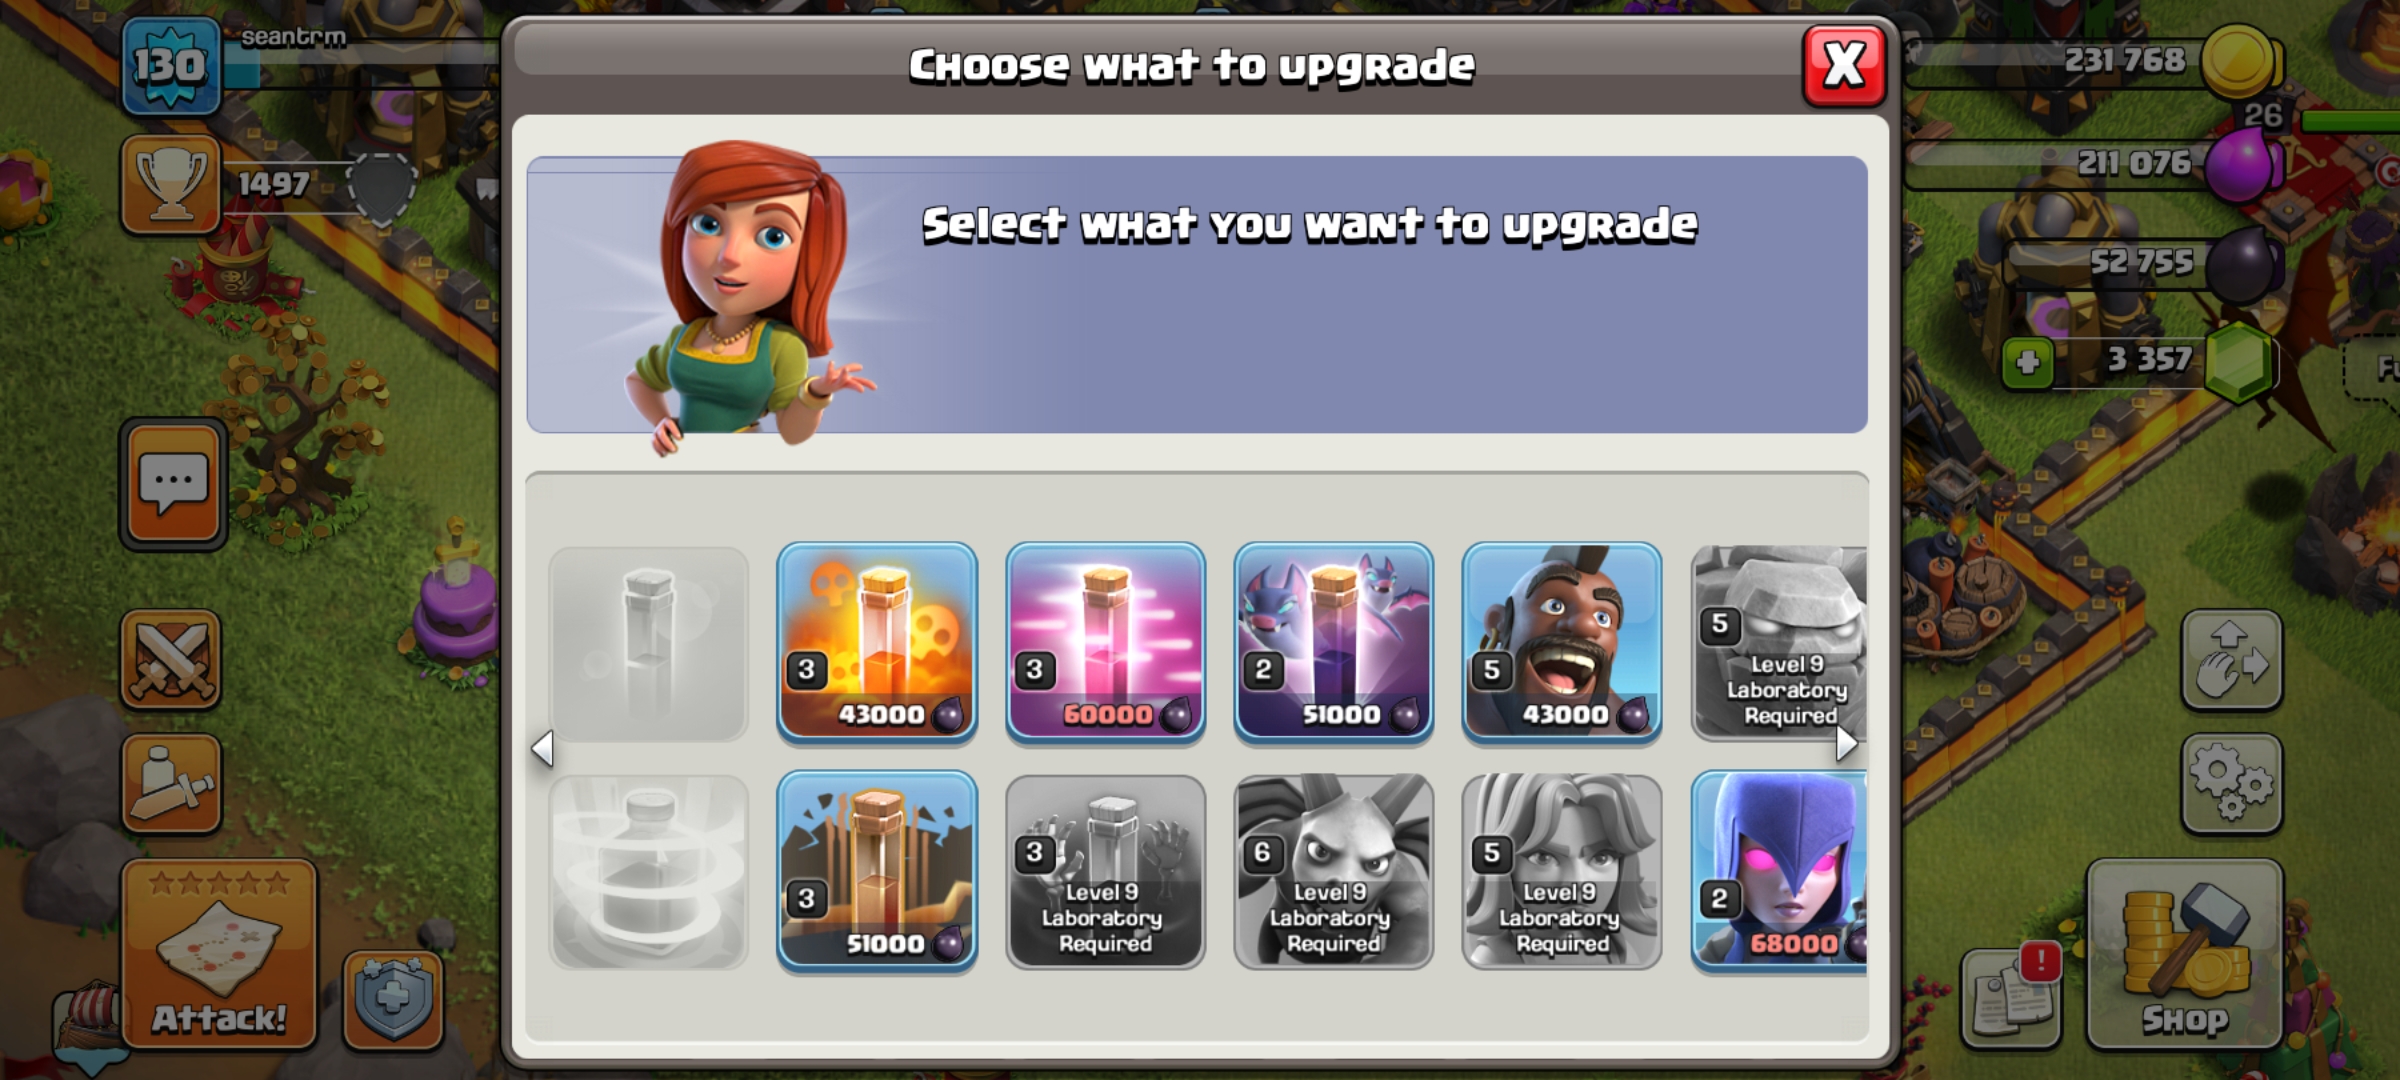 130
seantrm
1497
Attack!
Choose what to upgrade
X
Select what you want to upgrade
3
43000
3
60000
2
51000
5
43000
5
Level 9
Laboratory
Required
3
51000
3
Level 9
Laboratory
Required
6
Level 9
Laboratory
Required
5
Level 9
Laboratory
Required
2
68000
231 768
26
211 076
52 755
3 357
!
Shop